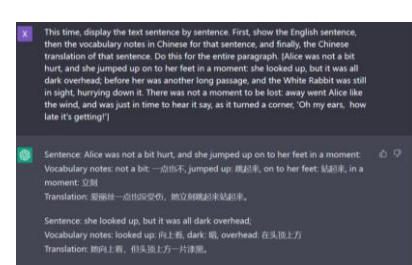 X
This time, display the text sentence by sentence. First, show the English sentence,
then the vocabulary notes in Chinese for that sentence, and finally, the Chinese
translation of that sentence. Do this for the entire paragraph. [Alice was not a bit
hurt, and she jumped up on to her feet in a moment: she looked up, but it was all
dark overhead; before her was another long passage, and the White Rabbit was still
in sight, hurrying down it. There was not a moment to be lost: away went Alice like
the wind, and was just in time to hear it say, as it turned a corner, 'Oh my ears, how
late it's getting!']
Sentence: Alice was not a bit hurt, and she jumped up on to her feet in a moment:
Vocabulary notes: not a bit: 一点也不, jumped up: 跳起来, on to her feet: 站起来, in a
moment: 立刻
Translation: 爱丽丝一点也没受伤，她立刻跳起来站起来。
Sentence: she looked up, but it was all dark overhead;
Vocabulary notes: looked up: 向上看, dark: 暗, overhead: 在头顶上方
Translation: 她向上看，但头顶上方一片漆黑。